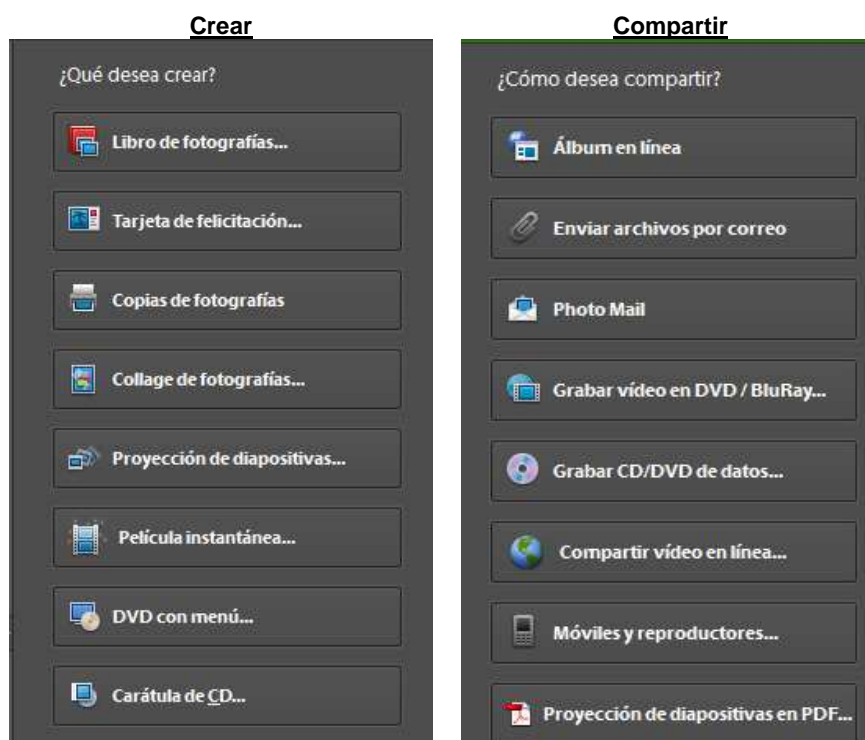 Crear
¿Qué desea crear?
Libro de fotografías...
Tarjeta de felicitación...
Copias de fotografías
Collage de fotografías...
Proyección de diapositivas...
Película instantánea...
DVD con menú...
Carátula de CD...
Compartir
¿Cómo desea compartir?
Álbum en línea
Enviar archivos por correo
Photo Mail
Grabar vídeo en DVD / BluRay...
Grabar CD/DVD de datos...
Compartir vídeo en línea...
Móviles y reproductores...
Proyección de diapositivas en PDF...